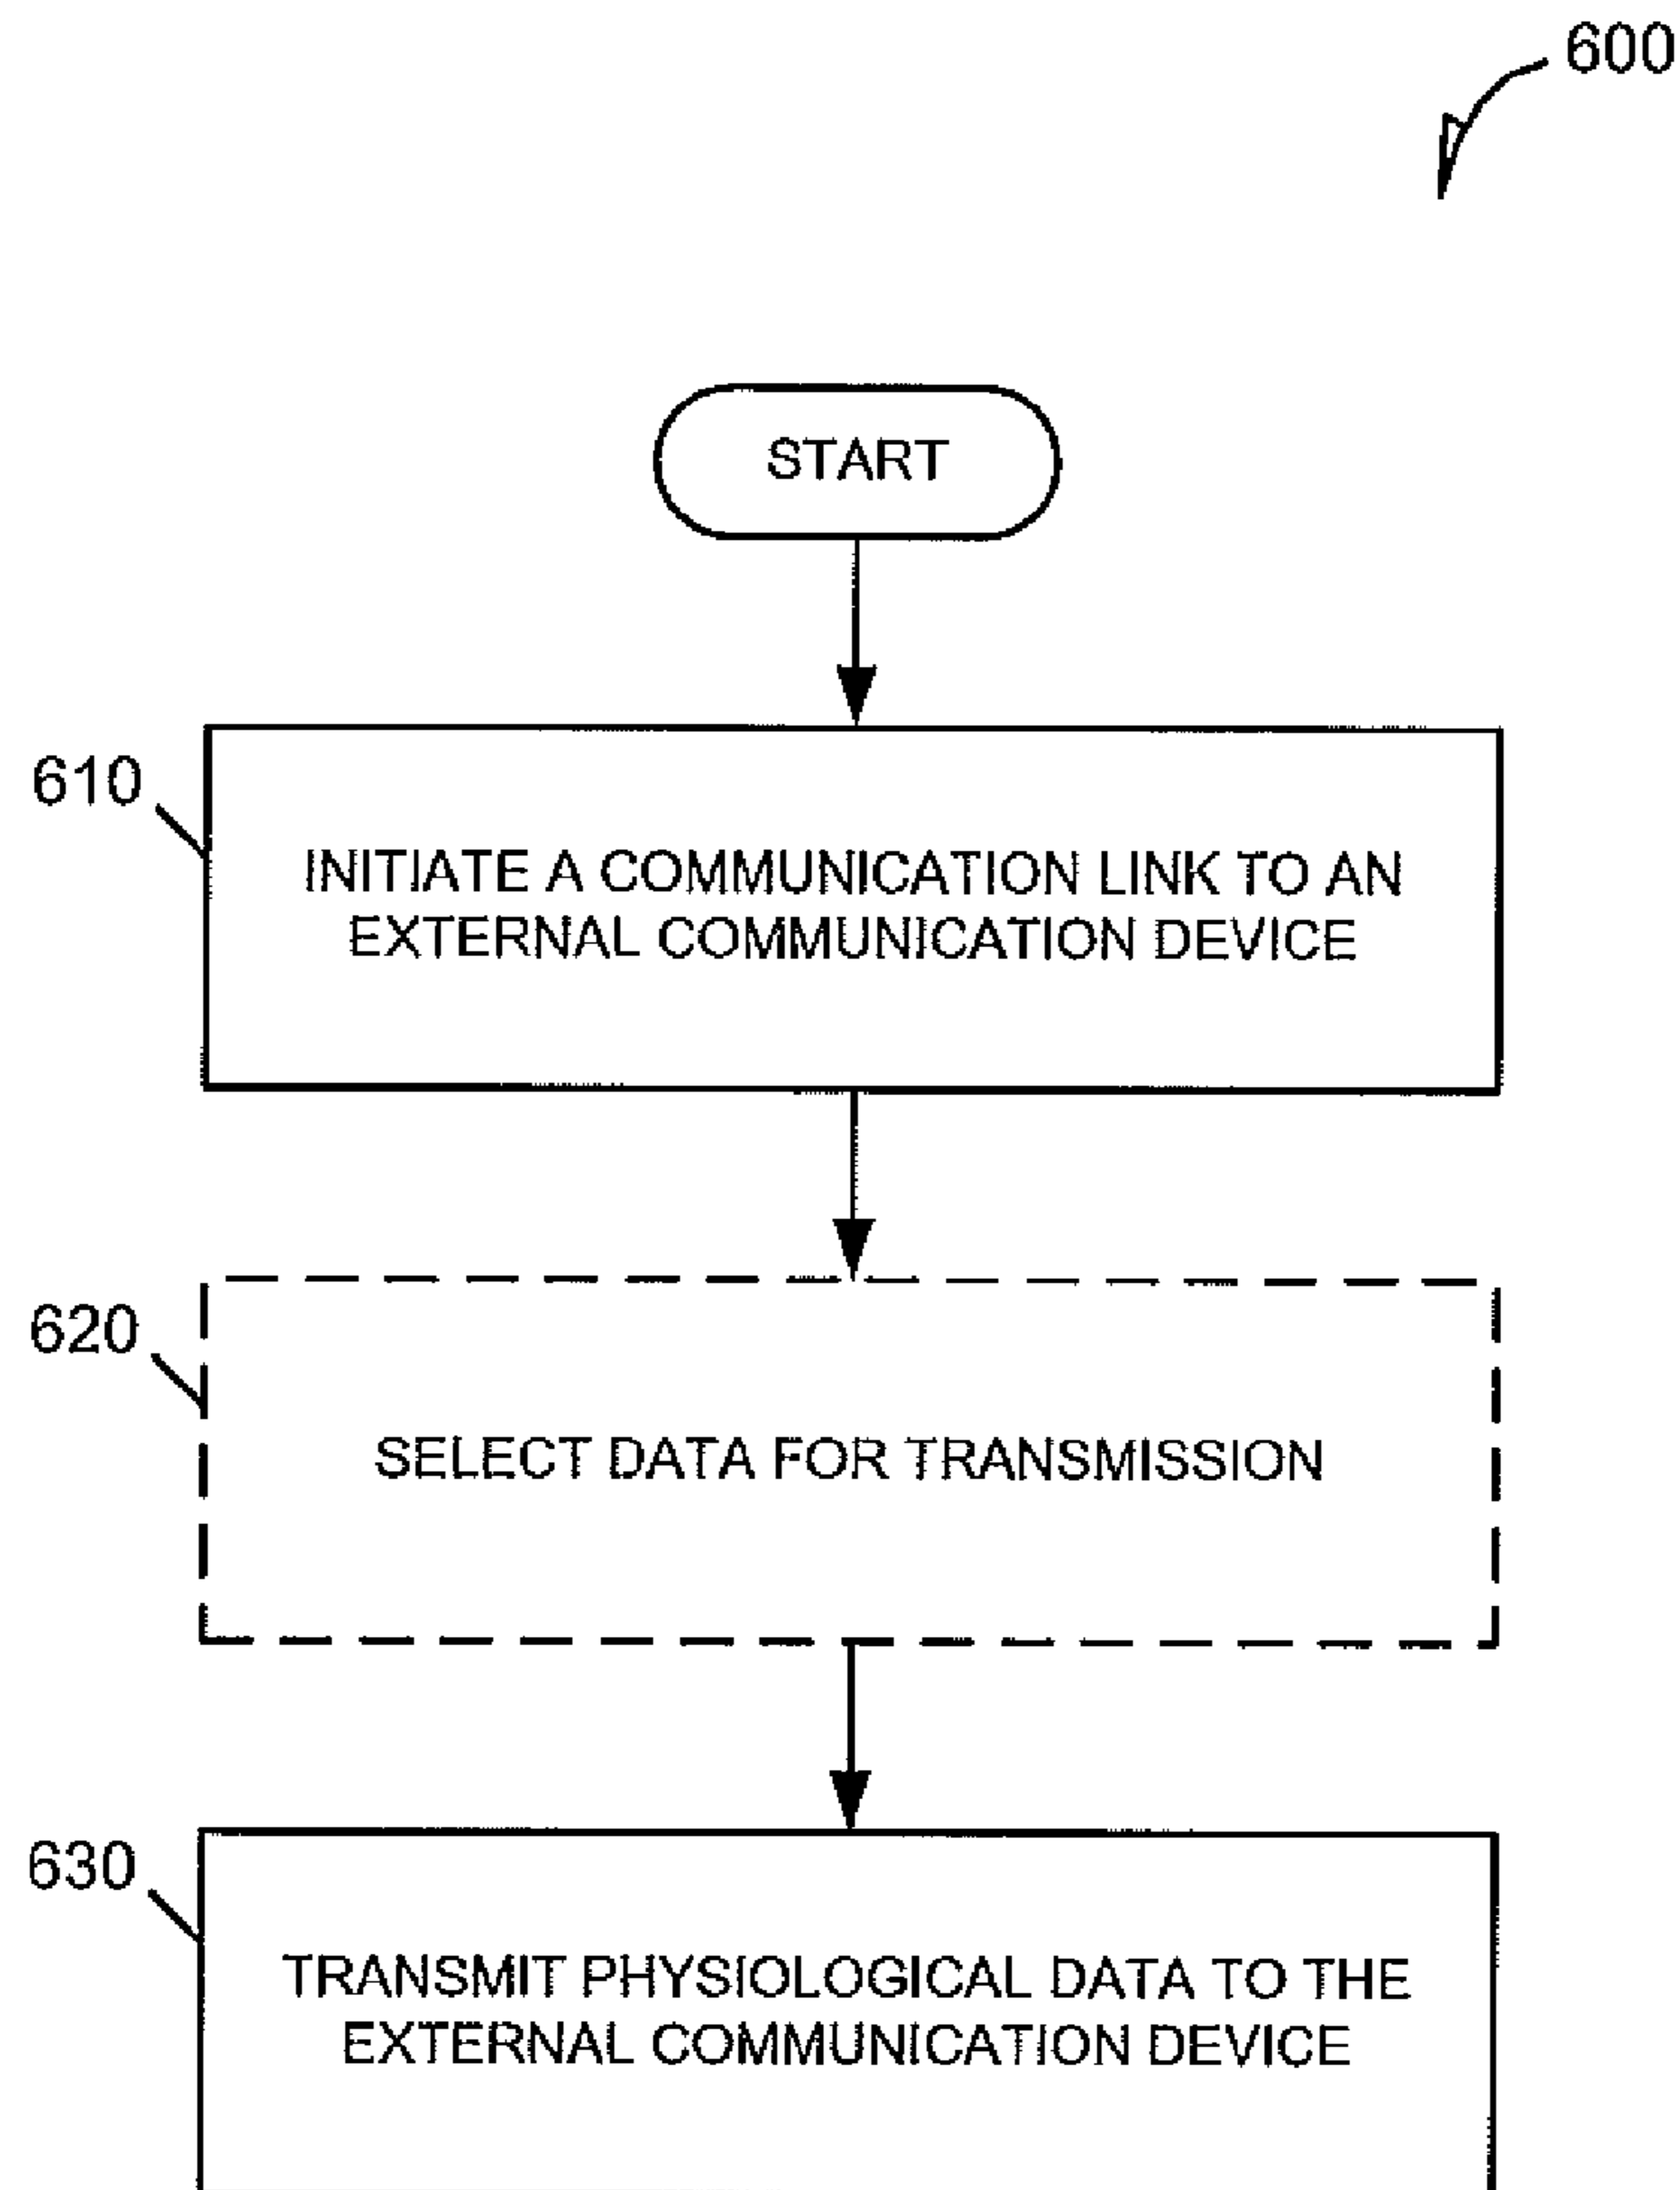 600
START
610
INITIATE A COMMUNICATION LINK TO AN
EXTERNAL COMMUNICATION DEVICE
620
SELECT DATA FOR TRANSMISSION
630
TRANSMIT PHYSIOLOGICAL DATA TO THE
EXTERNAL COMMUNICATION DEVICE